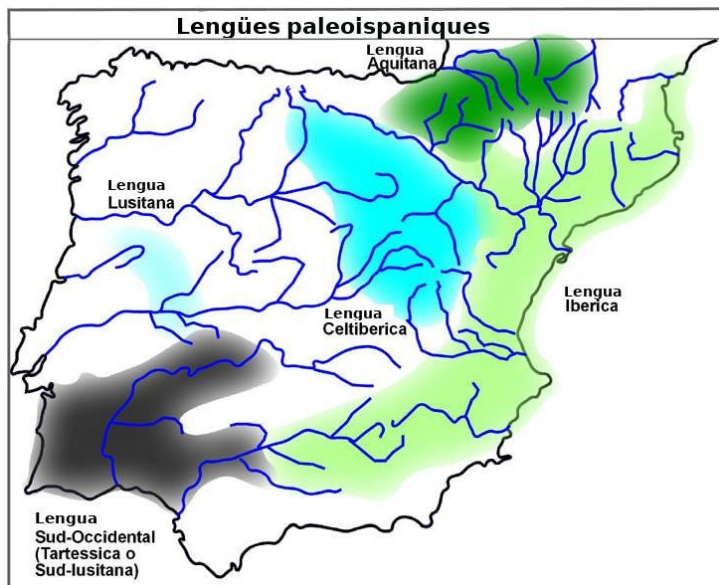 Lengües paleoispaniques
Lengua
Aquitana
Lengua
Lusitana
Lengua
Iberica
Lengua
Celtiberica
Lengua
Sud-Occidental
(Tartessica o
Sud-lusitana)